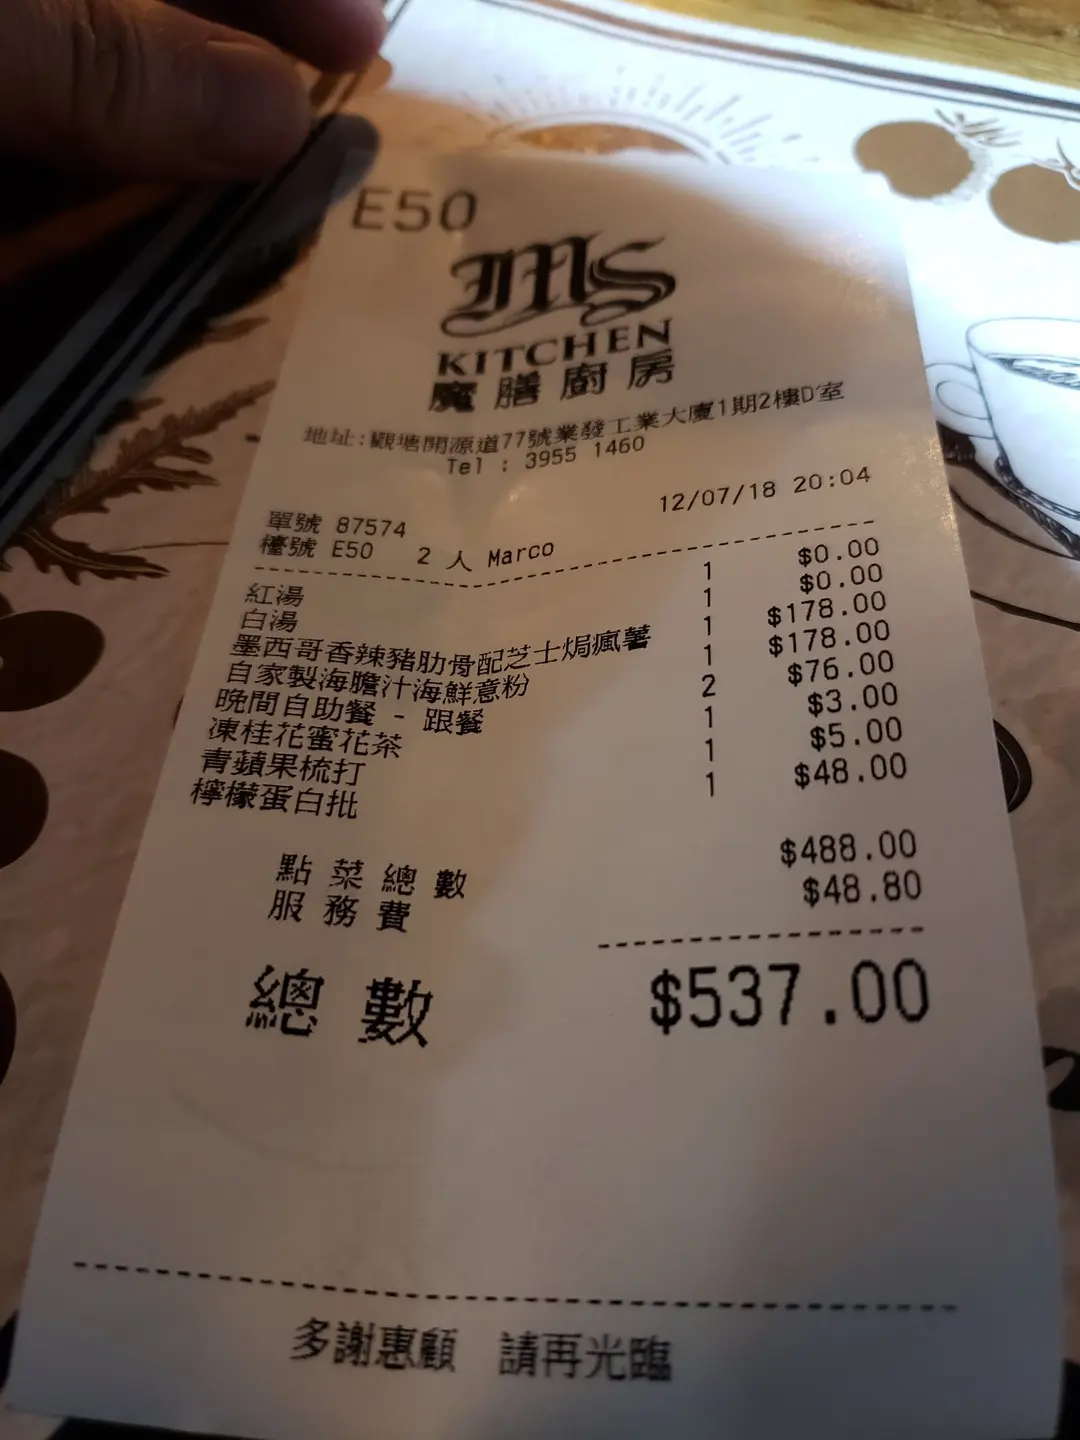 E50
MS
KITCHEN
魔膳廚房
地址:觀塘開源道77號業發工業大廈1期2樓D室
Tel : 3955 1460
12/07/18 20:04
單號 87574
檯號 E50 2 人 Marco
紅湯 1 $0.00
白湯 1 $0.00
墨西哥香辣豬肋骨配芝士焗瘋薯 1 $178.00
自家製海膽汁海鮮意粉 1 $178.00
晚間自助餐 - 跟餐 2 $76.00
凍桂花蜜花茶 1 $3.00
青蘋果梳打 1 $5.00
檸檬蛋白批 1 $48.00
點菜總數 $488.00
服務費 $48.80
總數 $537.00
多謝惠顧 請再光臨